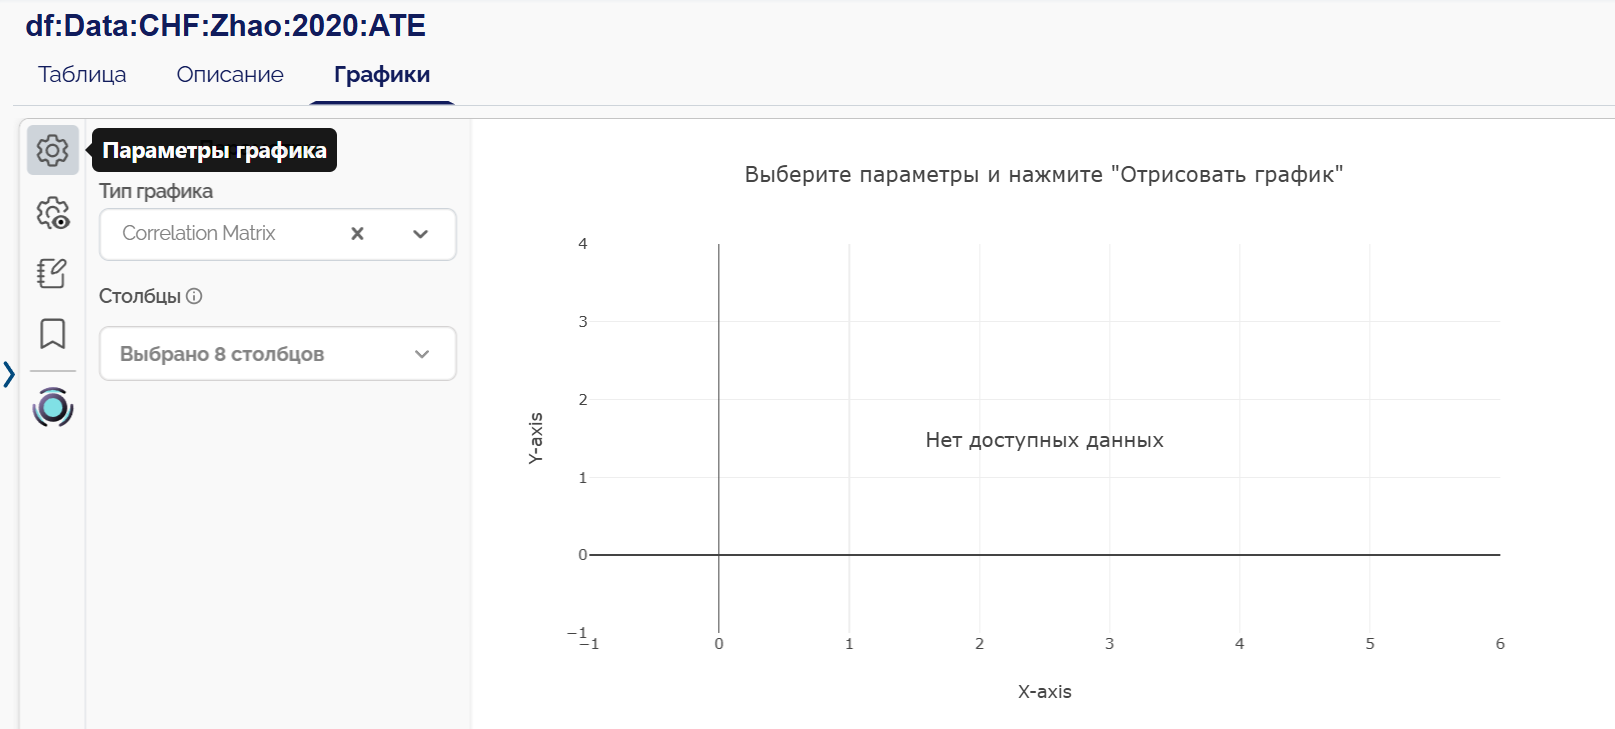 df:Data:CHF:Zhao:2020:ATE
Таблица Описание Графики
Параметры графика
Тип графика
Correlation Matrix
Столбцы
Выбрано 8 столбцов
Выберите параметры и нажмите "Отрисовать график"
4
3
2
1
0
−1
Y-axis
Нет доступных данных
−1 0 1 2 3 4 5 6
X-axis